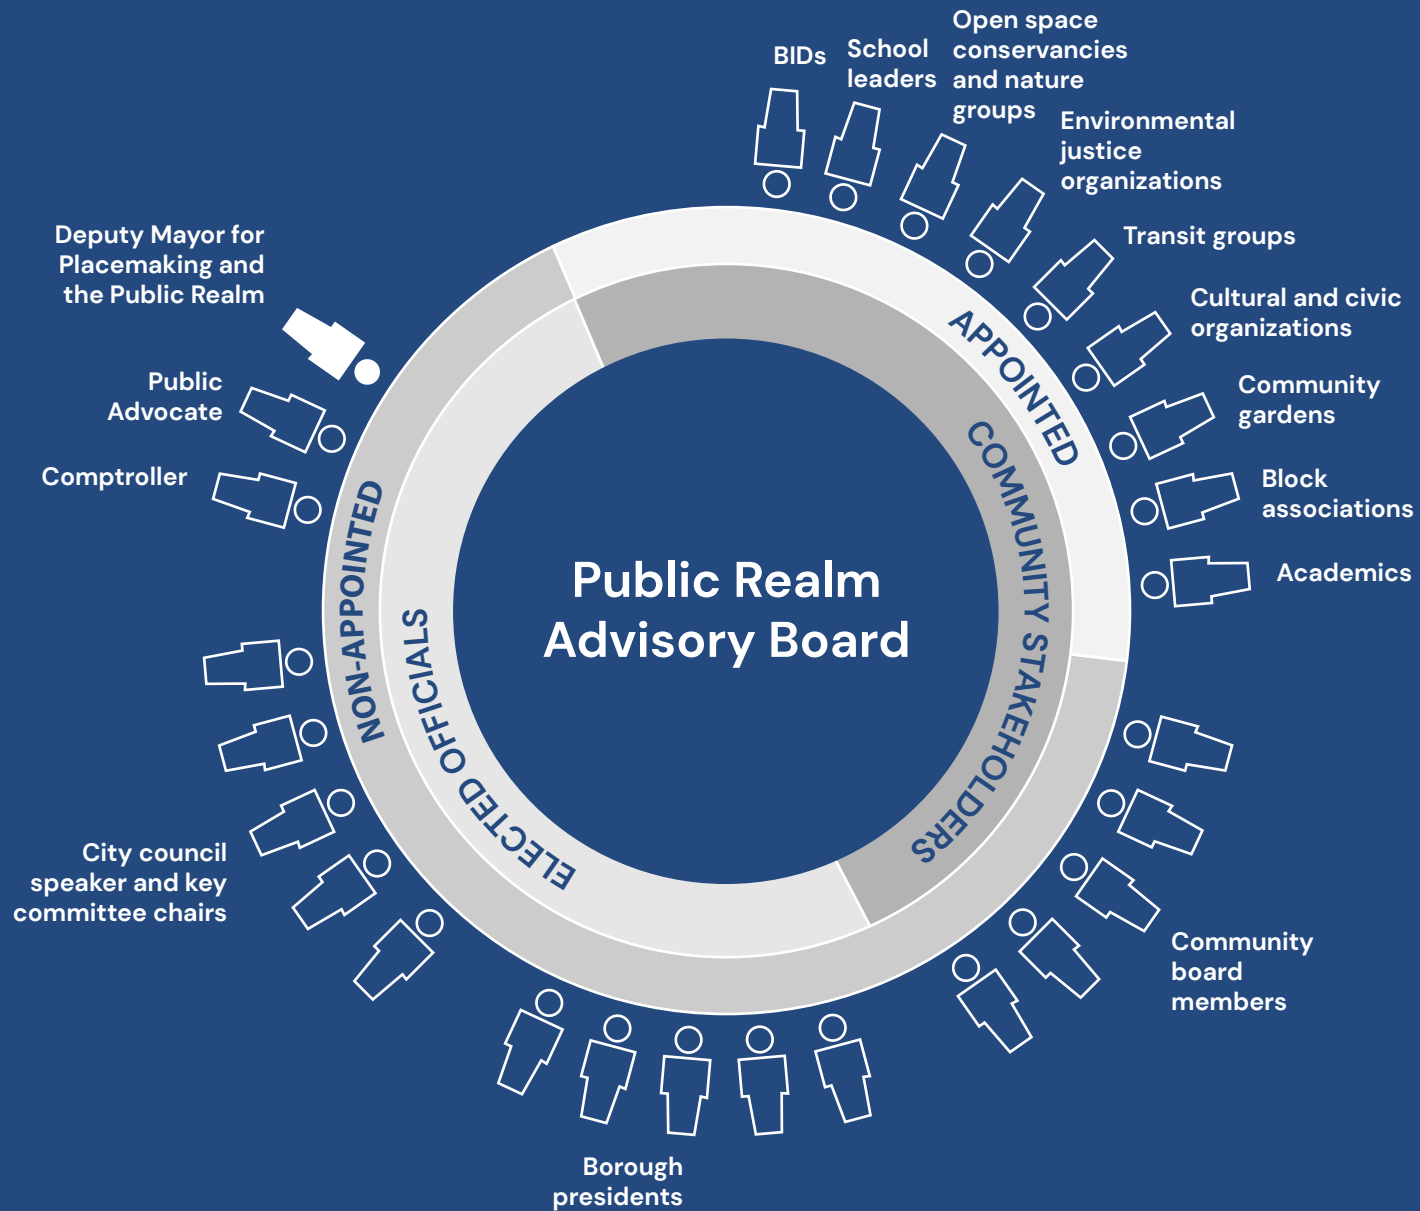 BIDs
School
leaders
Open space
conservancies
and nature
groups
Environmental
justice
organizations
Transit groups
Cultural and civic
organizations
Community
gardens
Block
associations
Academics
Community
board
members
Borough
presidents
City council
speaker and key
committee chairs
Comptroller
Public
Advocate
Deputy Mayor for
Placemaking and
the Public Realm
APPOINTED
COMMUNITY STAKEHOLDERS
NON-APPOINTED
ELECTED OFFICIALS
Public Realm
Advisory Board